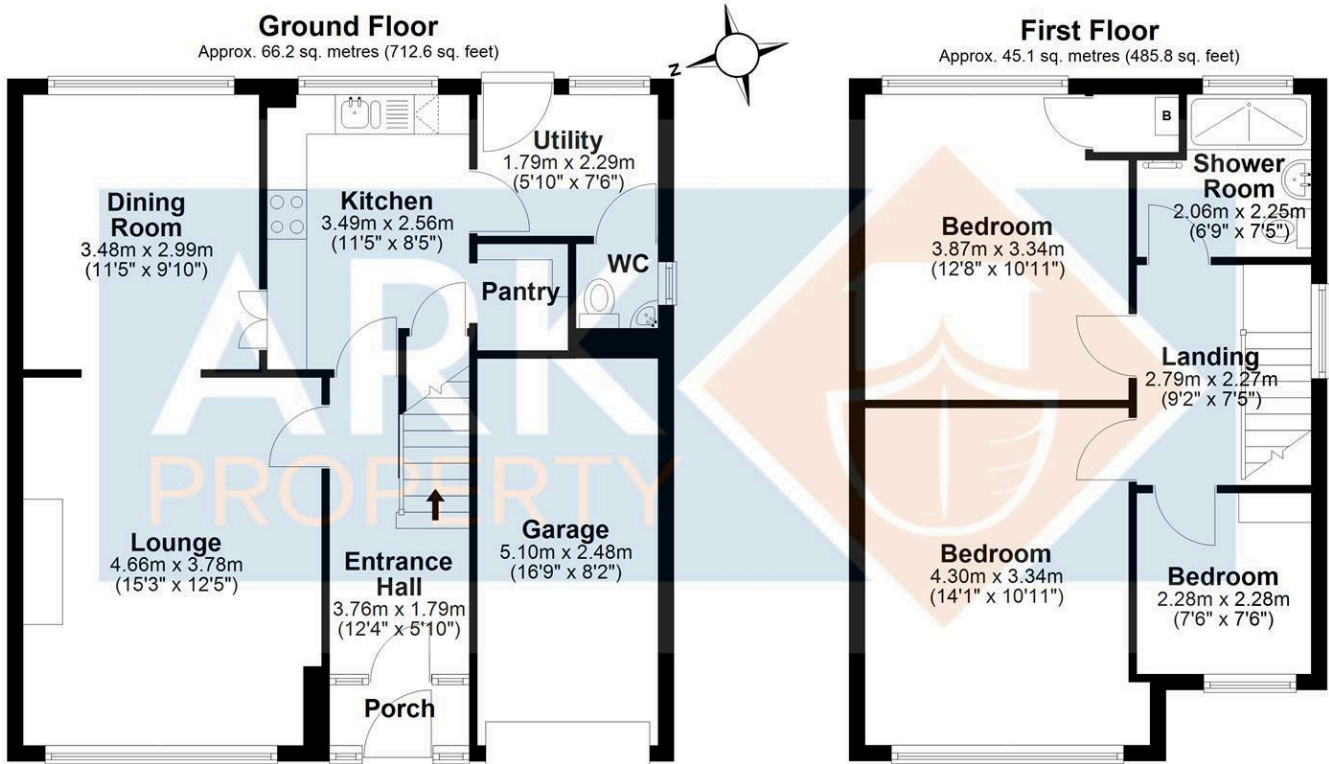 Ground Floor
Approx. 66.2 sq. metres (712.6 sq. feet)
First Floor
Approx. 45.1 sq. metres (485.8 sq. feet)
Z
Utility
1.79m x 2.29m
(5'10" x 7'6")
Dining
Room
3.48m x 2.99m
(11'5" x 9'10")
Kitchen
3.49m x 2.56m
(11'5" x 8'5")
WC
Pantry
Lounge
4.66m x 3.78m
(15'3" x 12'5")
Entrance
Hall
3.76m x 1.79m
(12'4" x 5'10")
Garage
5.10m x 2.48m
(16'9" x 8'2")
Porch
B
Shower
Room
2.06m x 2.25m
(6'9" x 7'5")
Bedroom
3.87m x 3.34m
(12'8" x 10'11")
Landing
2.79m x 2.27m
(9'2" x 7'5")
Bedroom
4.30m x 3.34m
(14'1" x 10'11")
Bedroom
2.28m x 2.28m
(7'6" x 7'6")
ARK
PROPERTY